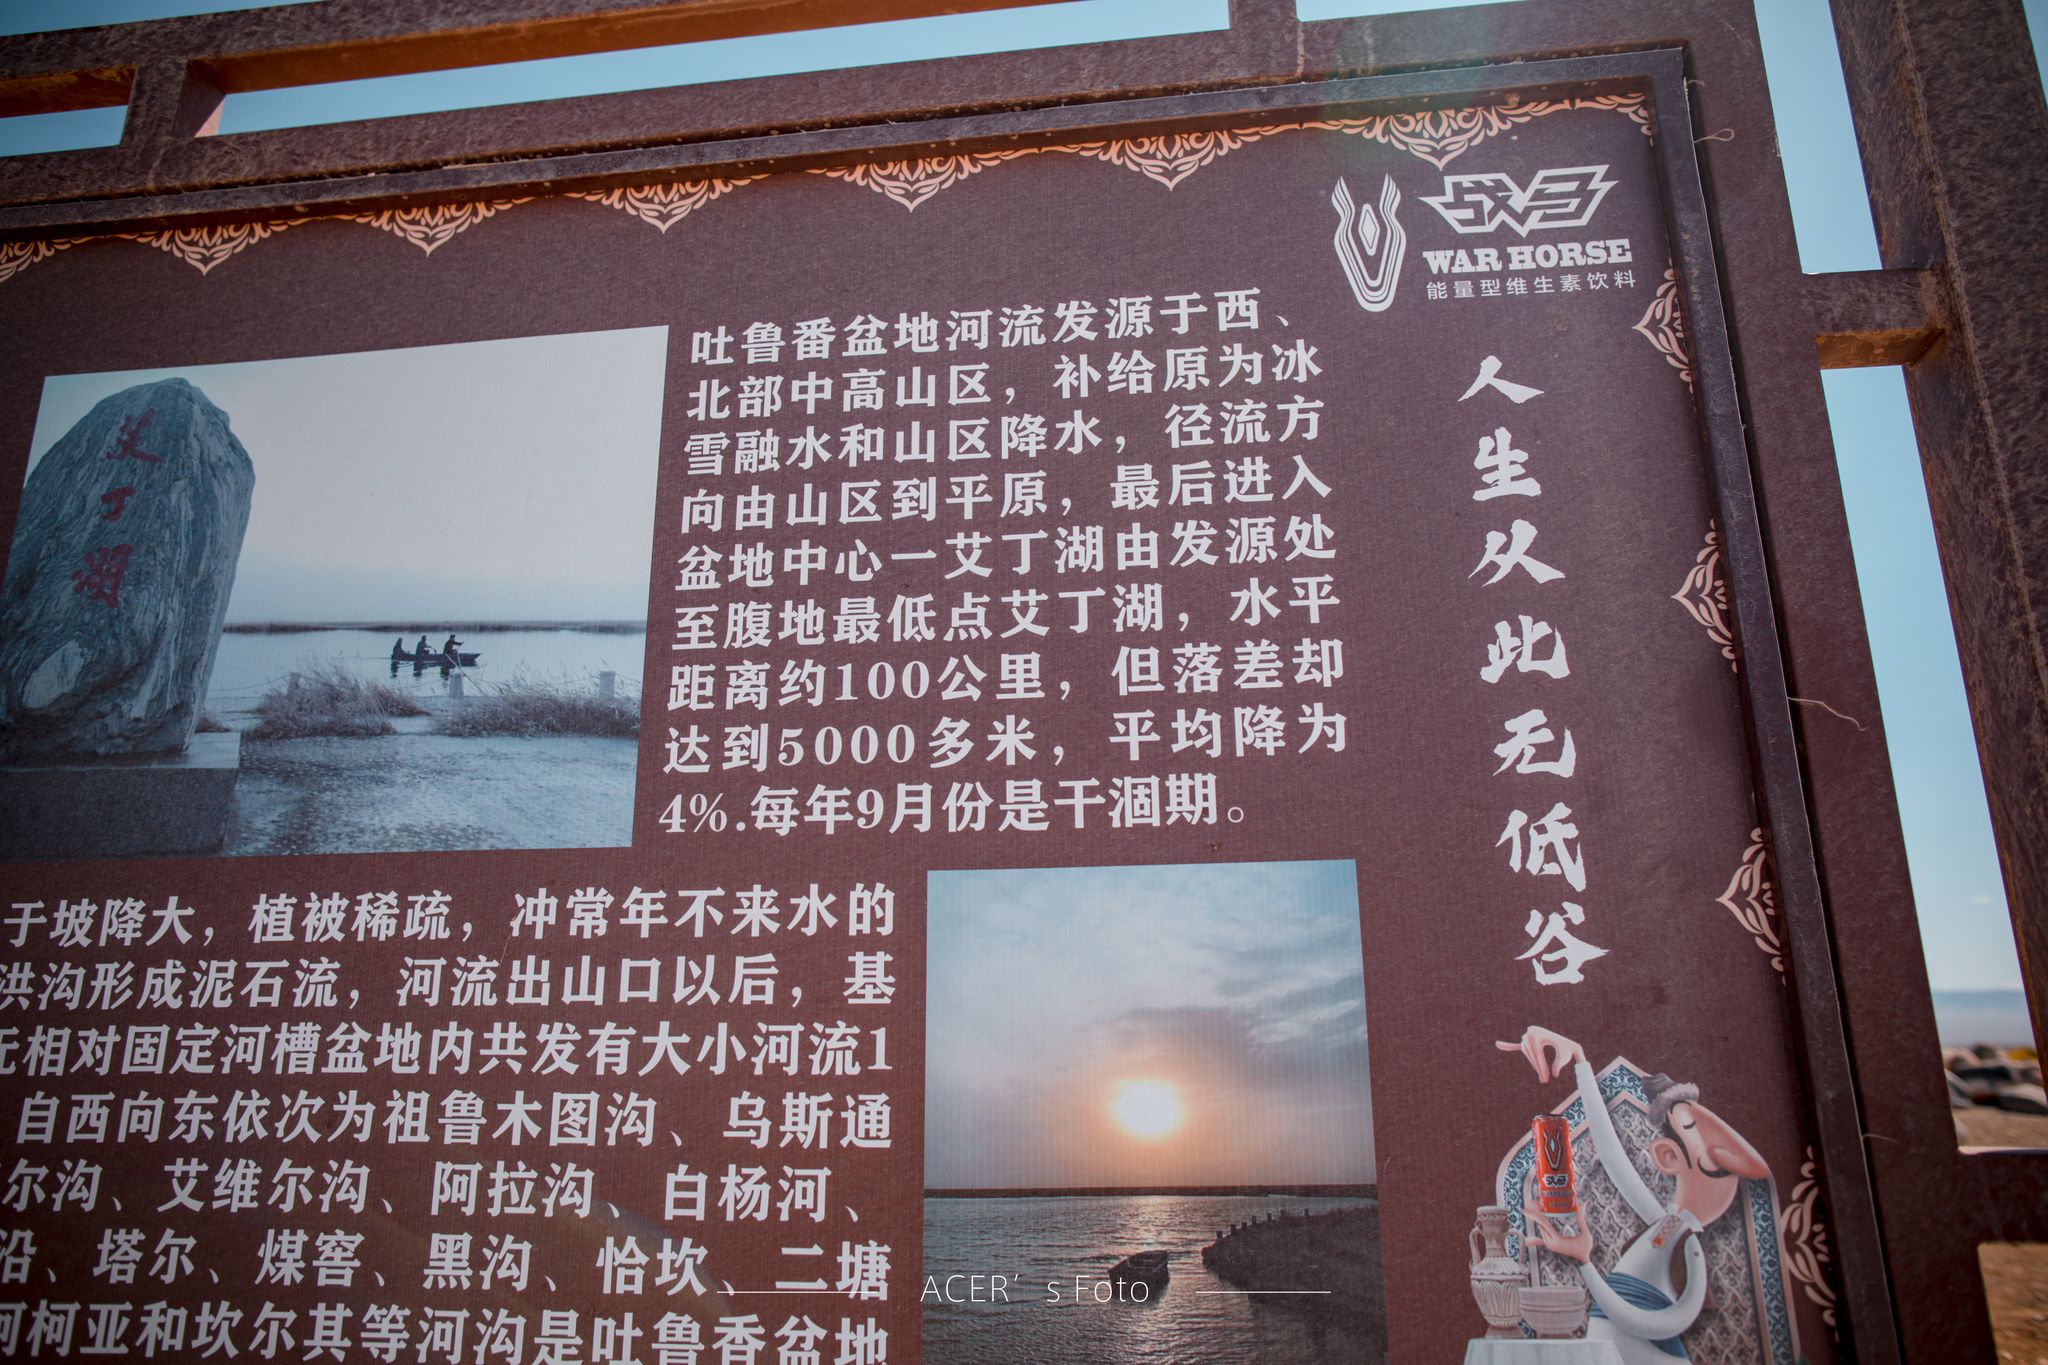 战马
WAR HORSE
能量型维生素饮料
艾丁湖
吐鲁番盆地河流发源于西、
北部中高山区，补给原为冰
雪融水和山区降水，径流方
向由山区到平原，最后进入
盆地中心一艾丁湖由发源处
至腹地最低点艾丁湖，水平
距离约100公里，但落差却
达到5000多米，平均降为
4%.每年9月份是干涸期。
人生从此无低谷
于坡降大，植被稀疏，冲常年不来水的
洪沟形成泥石流，河流出山口以后，基
无相对固定河槽盆地内共发有大小河流1
自西向东依次为祖鲁木图沟、乌斯通
尔沟、艾维尔沟、阿拉沟、白杨河、
沿、塔尔、煤窑、黑沟、恰坎、二塘
柯亚和坎尔其等河沟是吐鲁香盆地
战马
ACER’s Foto